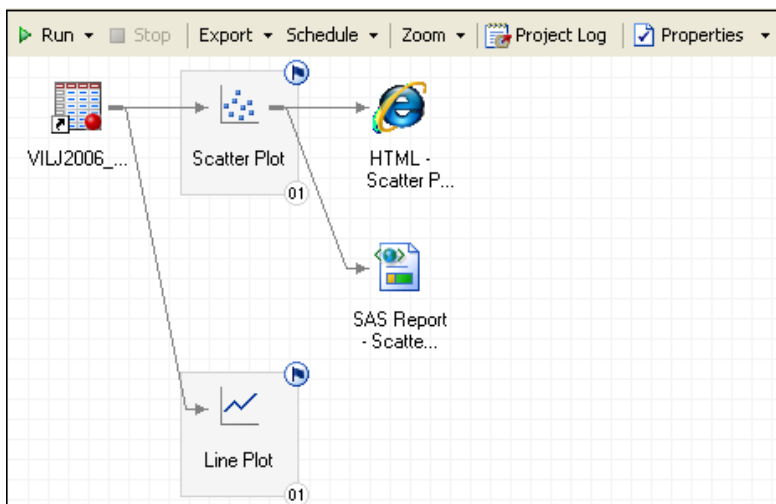 Run Stop Export Schedule Zoom Project Log Properties
VILJ2006_...
Scatter Plot
01
HTML -
Scatter P...
SAS Report
- Scatte...
Line Plot
01